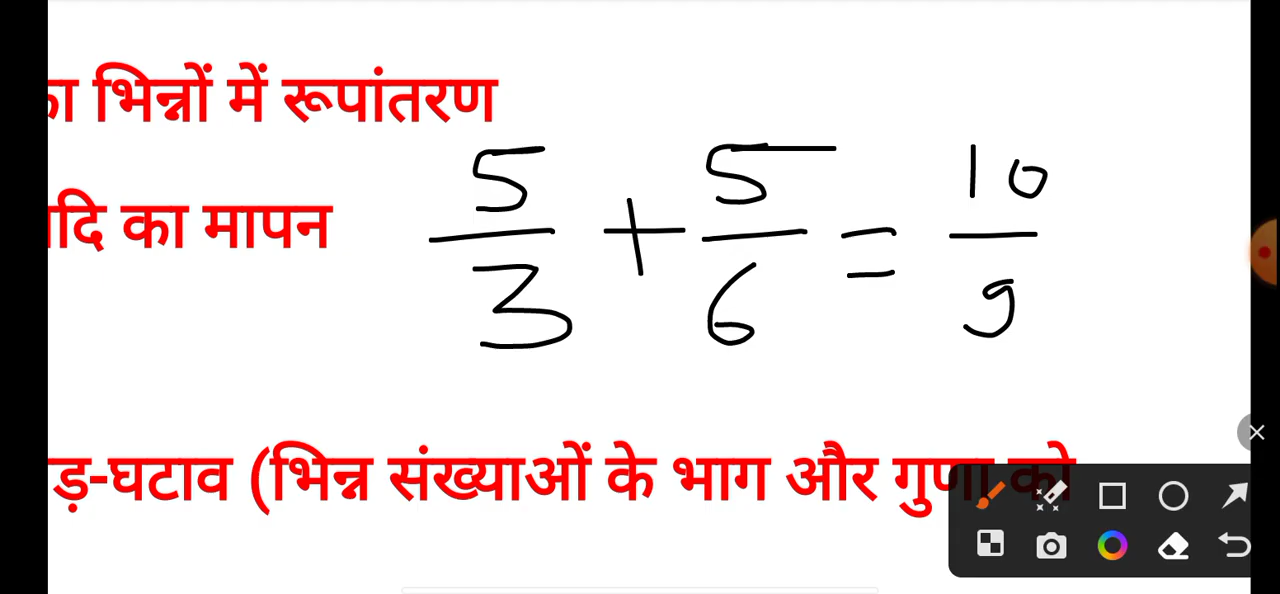 का भिन्नों में रूपांतरण
दि का मापन
5/3 + 5/6 = 10/9
ड़-घटाव (भिन्न संख्याओं के भाग और गुणा को